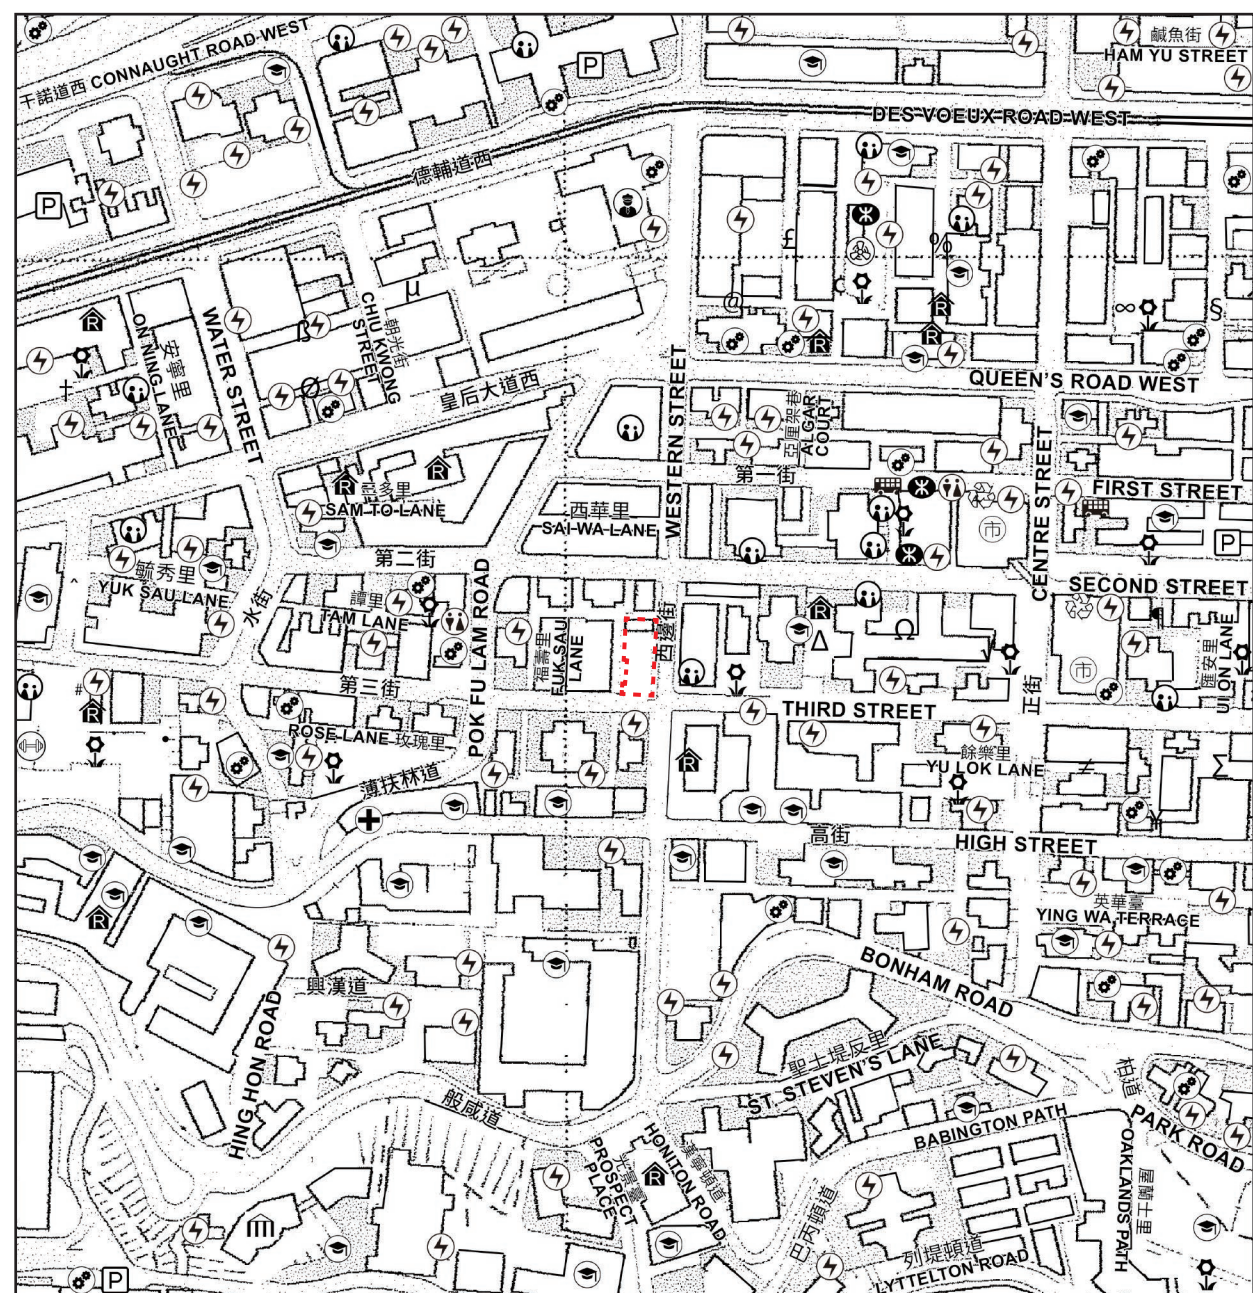 鹹魚街
HAM YU STREET
干諾道西 CONNAUGHT ROAD WEST
P
DES VOEUX ROAD WEST
德輔道西
P
£
%
μ
@
∞
§
R
ON NING LANE
安寧里
WATER STREET
ß
CHIU KWONG
STREET
朝光街
R
R
†
Ø
皇后大道西
WESTERN STREET
QUEEN'S ROAD WEST
亞厘架巷
ALGAR
COURT
第一街
CENTRE STREET
FIRST STREET
R
R
SAM TO LANE
西華里
SAI WA LANE
市
P
第二街
SECOND STREET
毓秀里
YUK SAU LANE
水街
譚里
TAM LANE
POK FU LAM ROAD
福壽里
FUK SAU
LANE
西邊街
R
Δ
Ω
√
市
匯安里
UI ON LANE
正街
#
R
第三街
THIRD STREET
ROSE LANE 玫瑰里
餘樂里
YU LOK LANE
≠
Σ
R
薄扶林道
¥
高街
HIGH STREET
R
英華臺
YING WA TERRACE
BONHAM ROAD
興漢道
HING HON ROAD
聖士提反里
ST. STEVEN'S LANE
柏道
PARK ROAD
般咸道
BABINGTON PATH
OAKLANDS PATH
屋蘭士里
PROSPECT
PLACE
光景臺
R
HONITON ROAD
漢寧頓道
巴丙頓道
列堤頓道
LYTTELTON ROAD
P